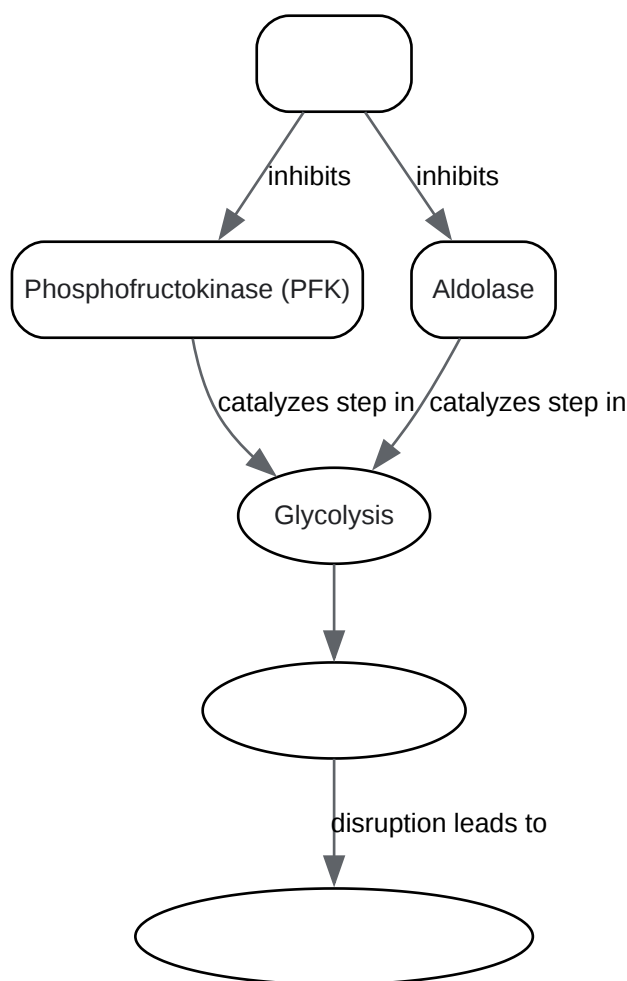 inhibits
inhibits
Phosphofructokinase (PFK)
Aldolase
catalyzes step in
catalyzes step in
Glycolysis
disruption leads to